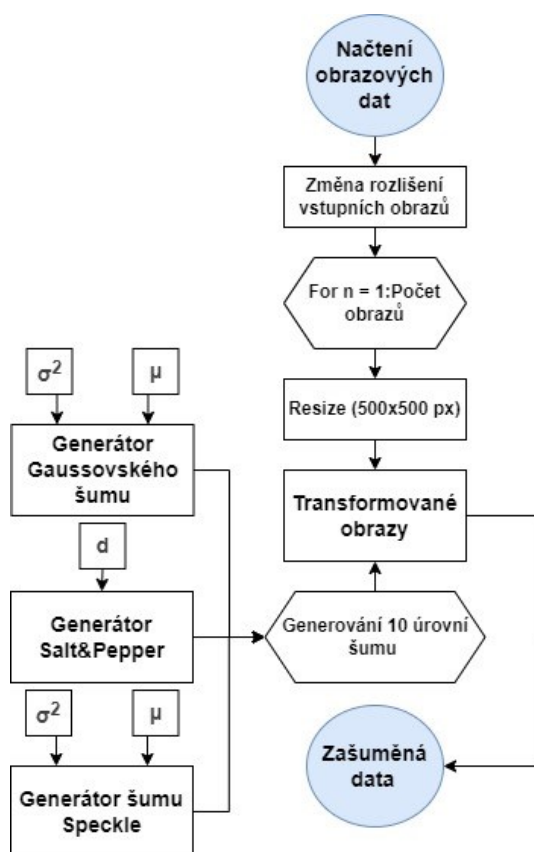 Načtení
obrazových
dat
Změna rozlišení
vstupních obrazů
For n = 1:Počet
obrazů
Resize (500x500 px)
Transformované
obrazy
σ² μ
Generátor
Gaussovského
šumu
d
Generátor
Salt&Pepper
σ² μ
Generátor šumu
Speckle
Generování 10 úrovní
šumu
Zašuměná
data